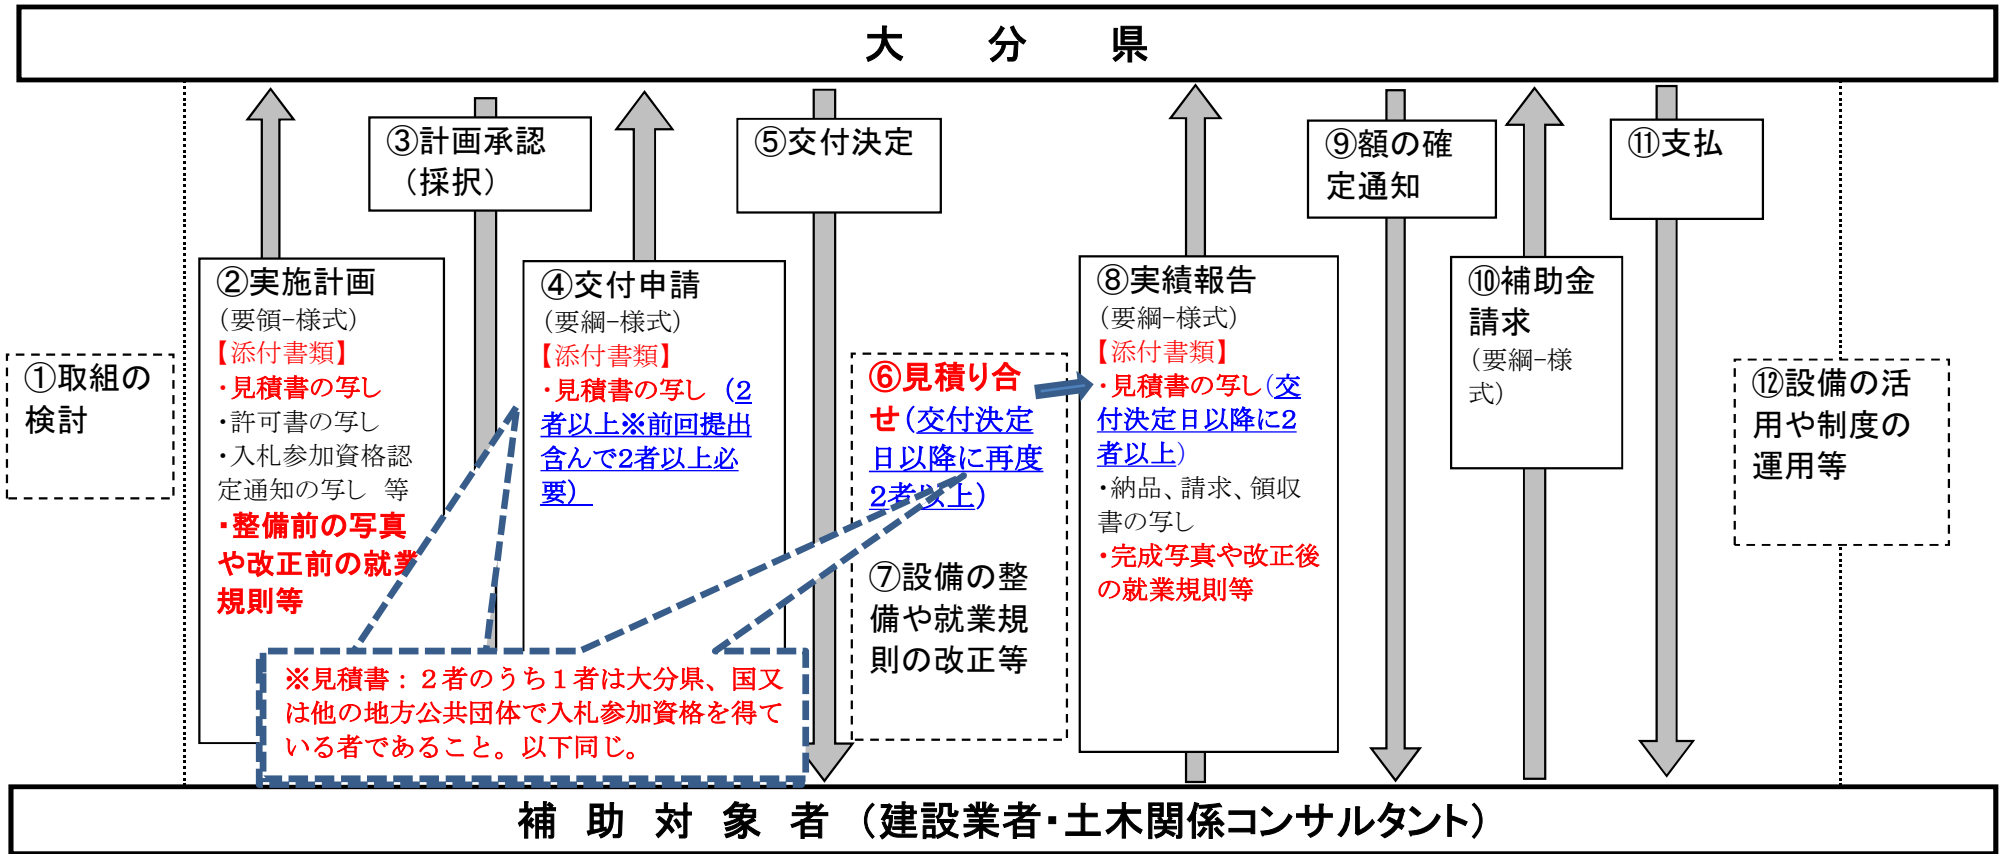 大　分　県
①取組の
検討
②実施計画
（要領−様式）
【添付書類】
・見積書の写し
・許可書の写し
・入札参加資格認
定通知の写し　等
・整備前の写真
や改正前の就業
規則等
③計画承認
（採択）
④交付申請
（要綱−様式）
【添付書類】
・見積書の写し（2
者以上※前回提出
含んで2者以上必
要）
⑤交付決定
⑥見積り合
せ（交付決定
日以降に再度
2者以上）
⑦設備の整
備や就業規
則の改正等
※見積書：２者のうち１者は大分県、国又
は他の地方公共団体で入札参加資格を得て
いる者であること。以下同じ。
⑧実績報告
（要綱−様式）
【添付書類】
・見積書の写し（交
付決定日以降に2
者以上）
・納品、請求、領収
書の写し
・完成写真や改正後
の就業規則等
⑨額の確
定通知
⑩補助金
請求
（要綱−様
式）
⑪支払
⑫設備の活
用や制度の
運用等
補　助　対　象　者　（建設業者・土木関係コンサルタント）